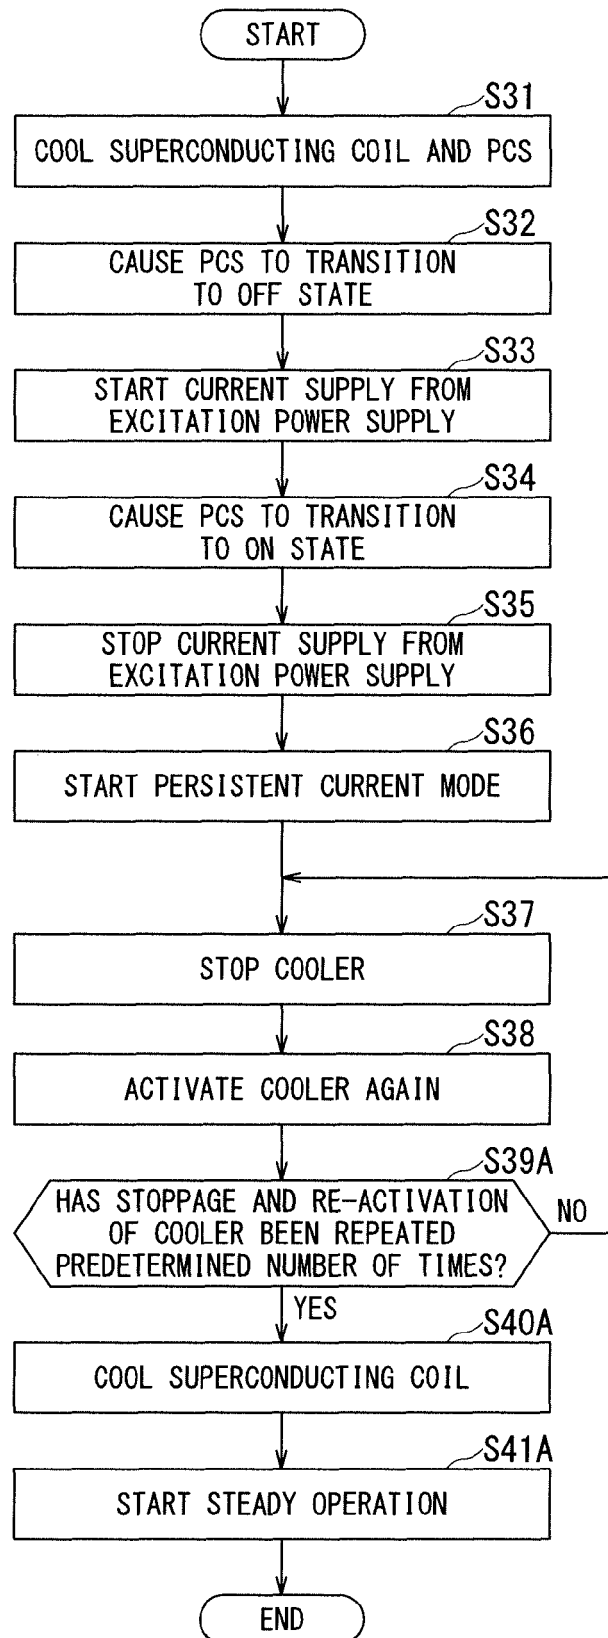 START
S31
COOL SUPERCONDUCTING COIL AND PCS
S32
CAUSE PCS TO TRANSITION
TO OFF STATE
S33
START CURRENT SUPPLY FROM
EXCITATION POWER SUPPLY
S34
CAUSE PCS TO TRANSITION
TO ON STATE
S35
STOP CURRENT SUPPLY FROM
EXCITATION POWER SUPPLY
S36
START PERSISTENT CURRENT MODE
S37
STOP COOLER
S38
ACTIVATE COOLER AGAIN
S39A
HAS STOPPAGE AND RE-ACTIVATION
OF COOLER BEEN REPEATED
PREDETERMINED NUMBER OF TIMES?
NO
YES
S40A
COOL SUPERCONDUCTING COIL
S41A
START STEADY OPERATION
END